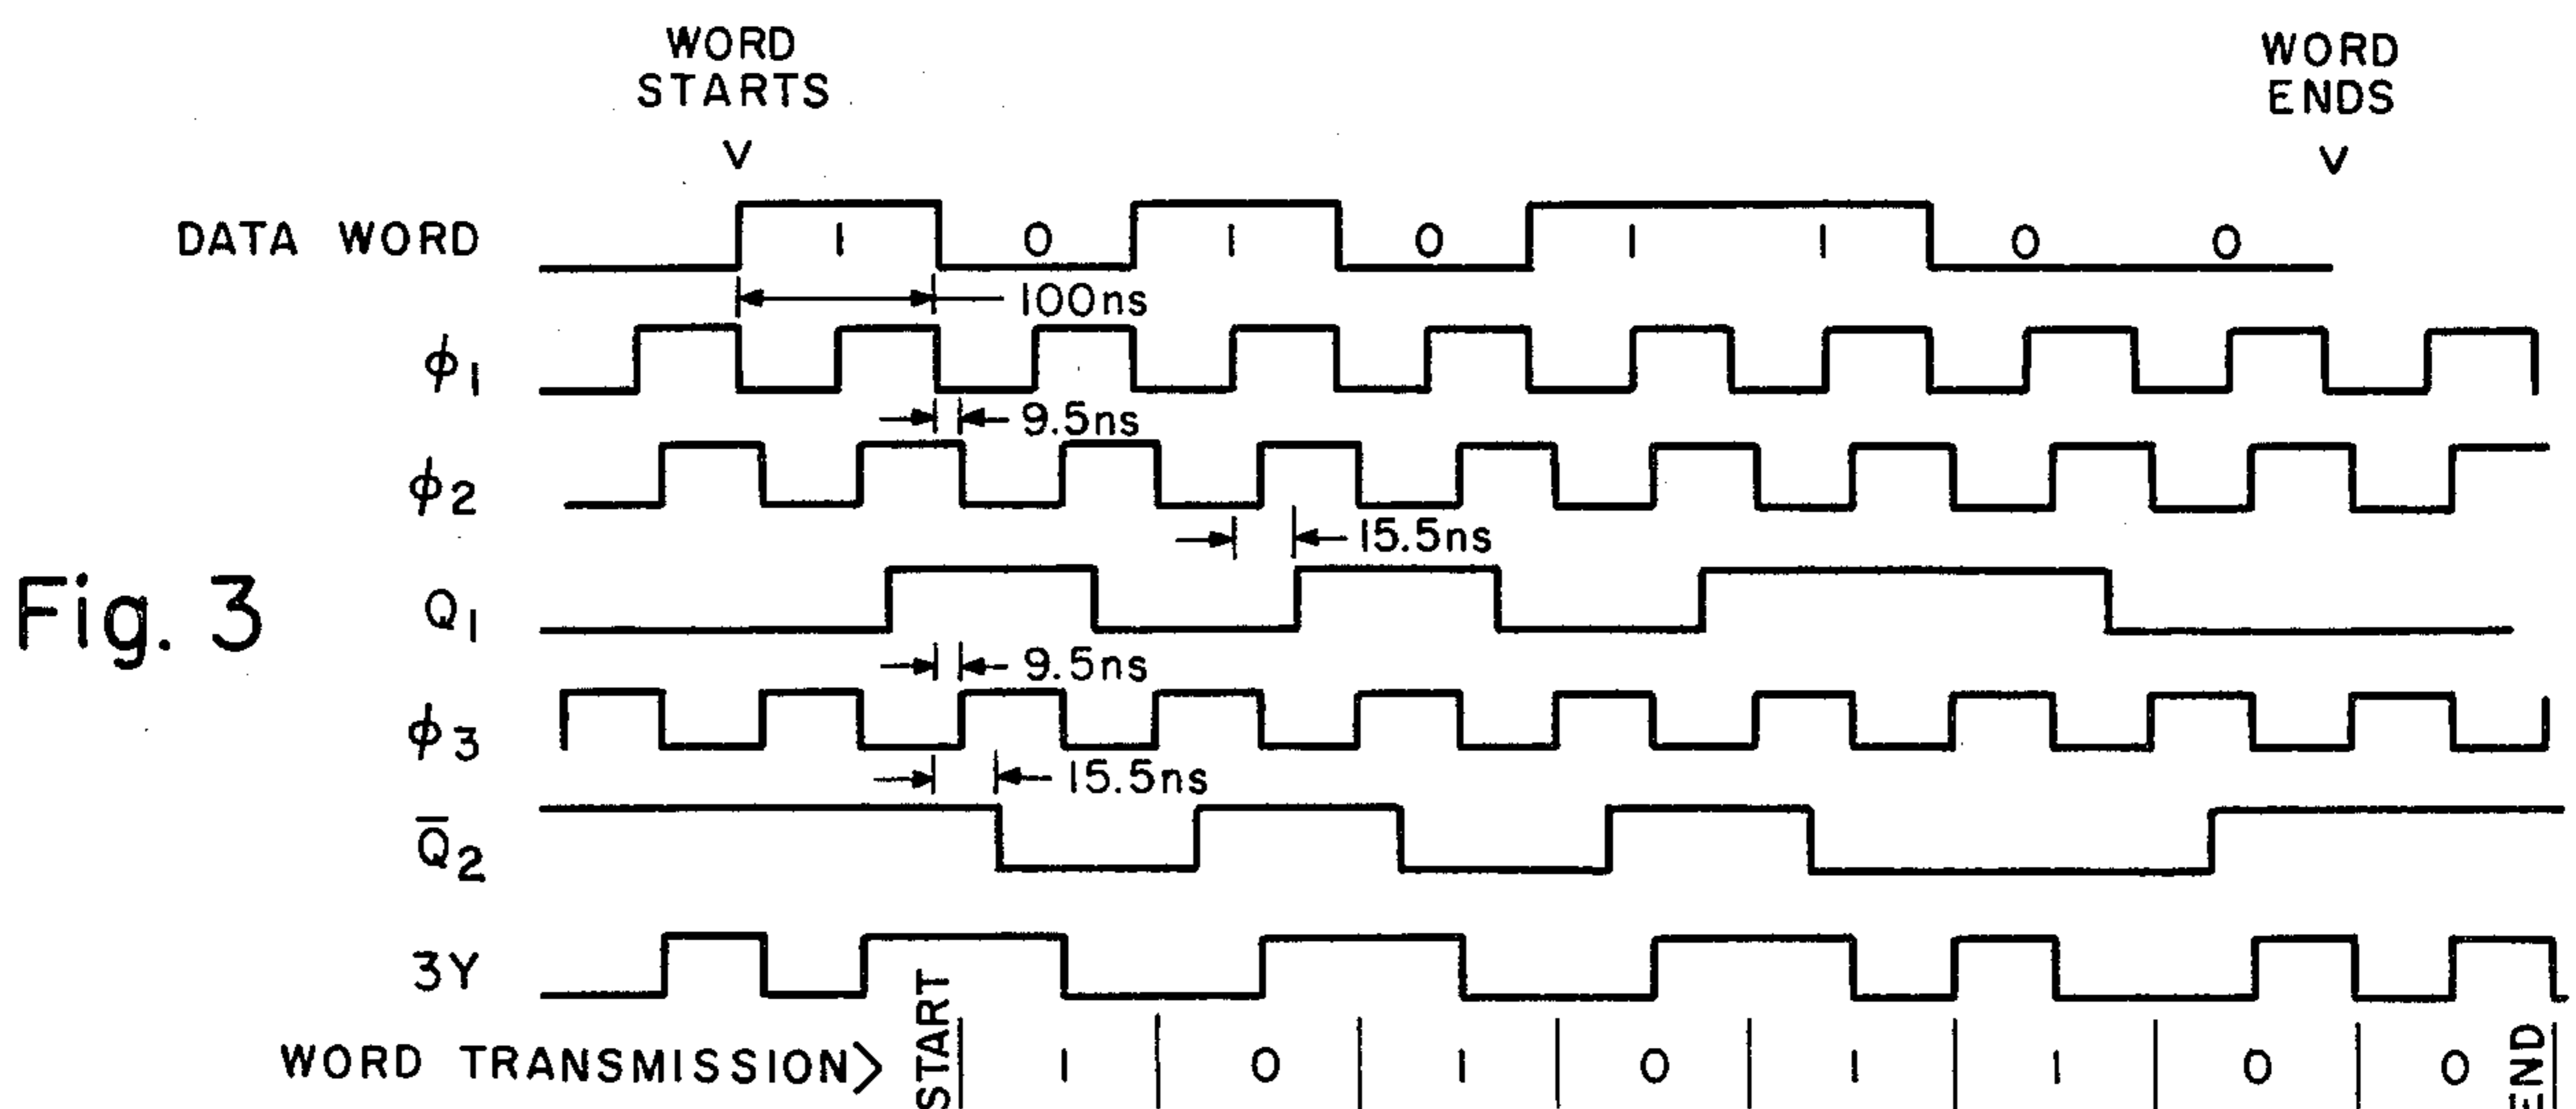 WORD
STARTS
V
WORD
ENDS
V
DATA WORD
1 0 1 0 1 1 0 0
100ns
ϕ1
9.5ns
ϕ2
15.5ns
Fig. 3
Q1
9.5ns
ϕ3
15.5ns
Q̅2
3Y
WORD TRANSMISSION>
START
1 0 1 0 1 1 0 0
END